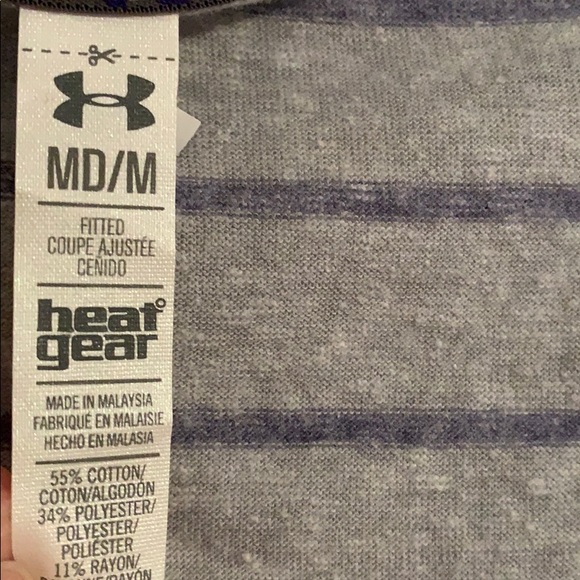 MD/M
FITTED
COUPE AJUSTÉE
CEÑIDO
heat
gear
MADE IN MALAYSIA
FABRIQUÉ EN MALAISIE
HECHO EN MALASIA
55% COTTON/
COTON/ALGODÓN
34% POLYESTER/
POLYESTER/
POLIÉSTER
11% RAYON/